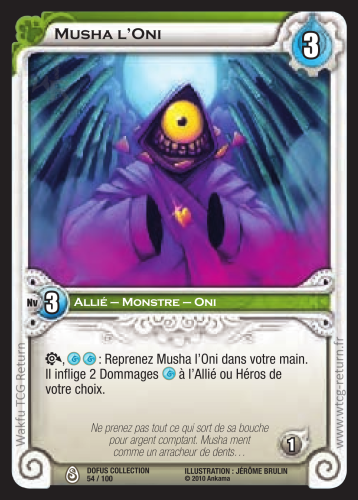 Musha l'Oni
3
Nv 3 Allié – Monstre – Oni
, : Reprenez Musha l'Oni dans votre main.
Il inflige 2 Dommages à l'Allié ou Héros de
votre choix.
Ne prenez pas tout ce qui sort de sa bouche
pour argent comptant. Musha ment
comme un arracheur de dents…
1
DOFUS COLLECTION
54 / 100
ILLUSTRATION : JÉRÔME BRULIN
© 2010 Ankama
Wakfu TCG Return
www.wtcg-return.fr